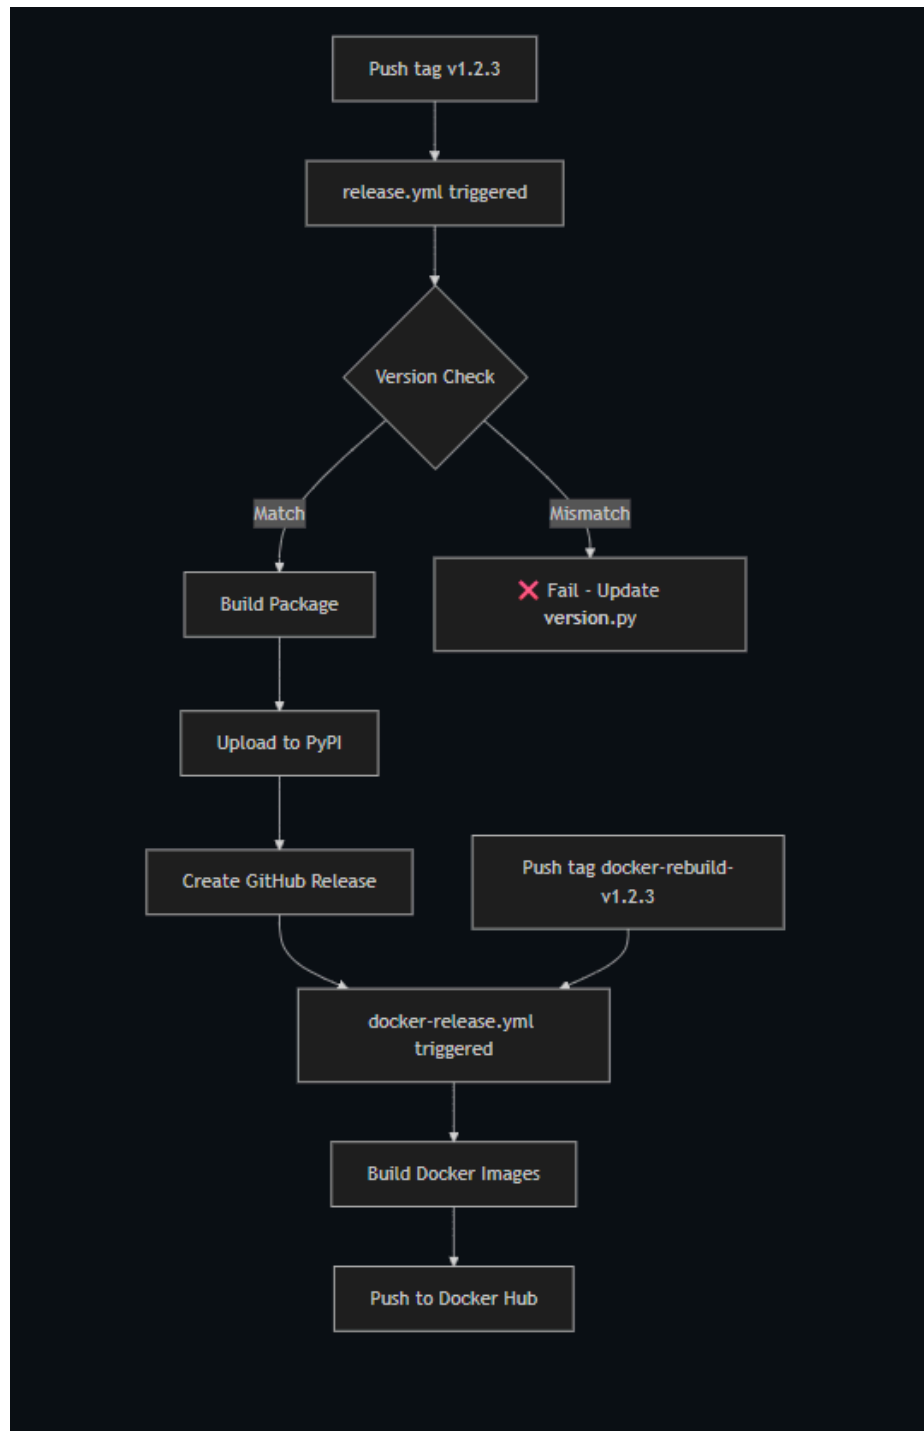 Push tag v1.2.3
release.yml triggered
Version Check
Match
Mismatch
Build Package
❌ Fail - Update
version.py
Upload to PyPI
Create GitHub Release
Push tag docker-rebuild-
v1.2.3
docker-release.yml
triggered
Build Docker Images
Push to Docker Hub